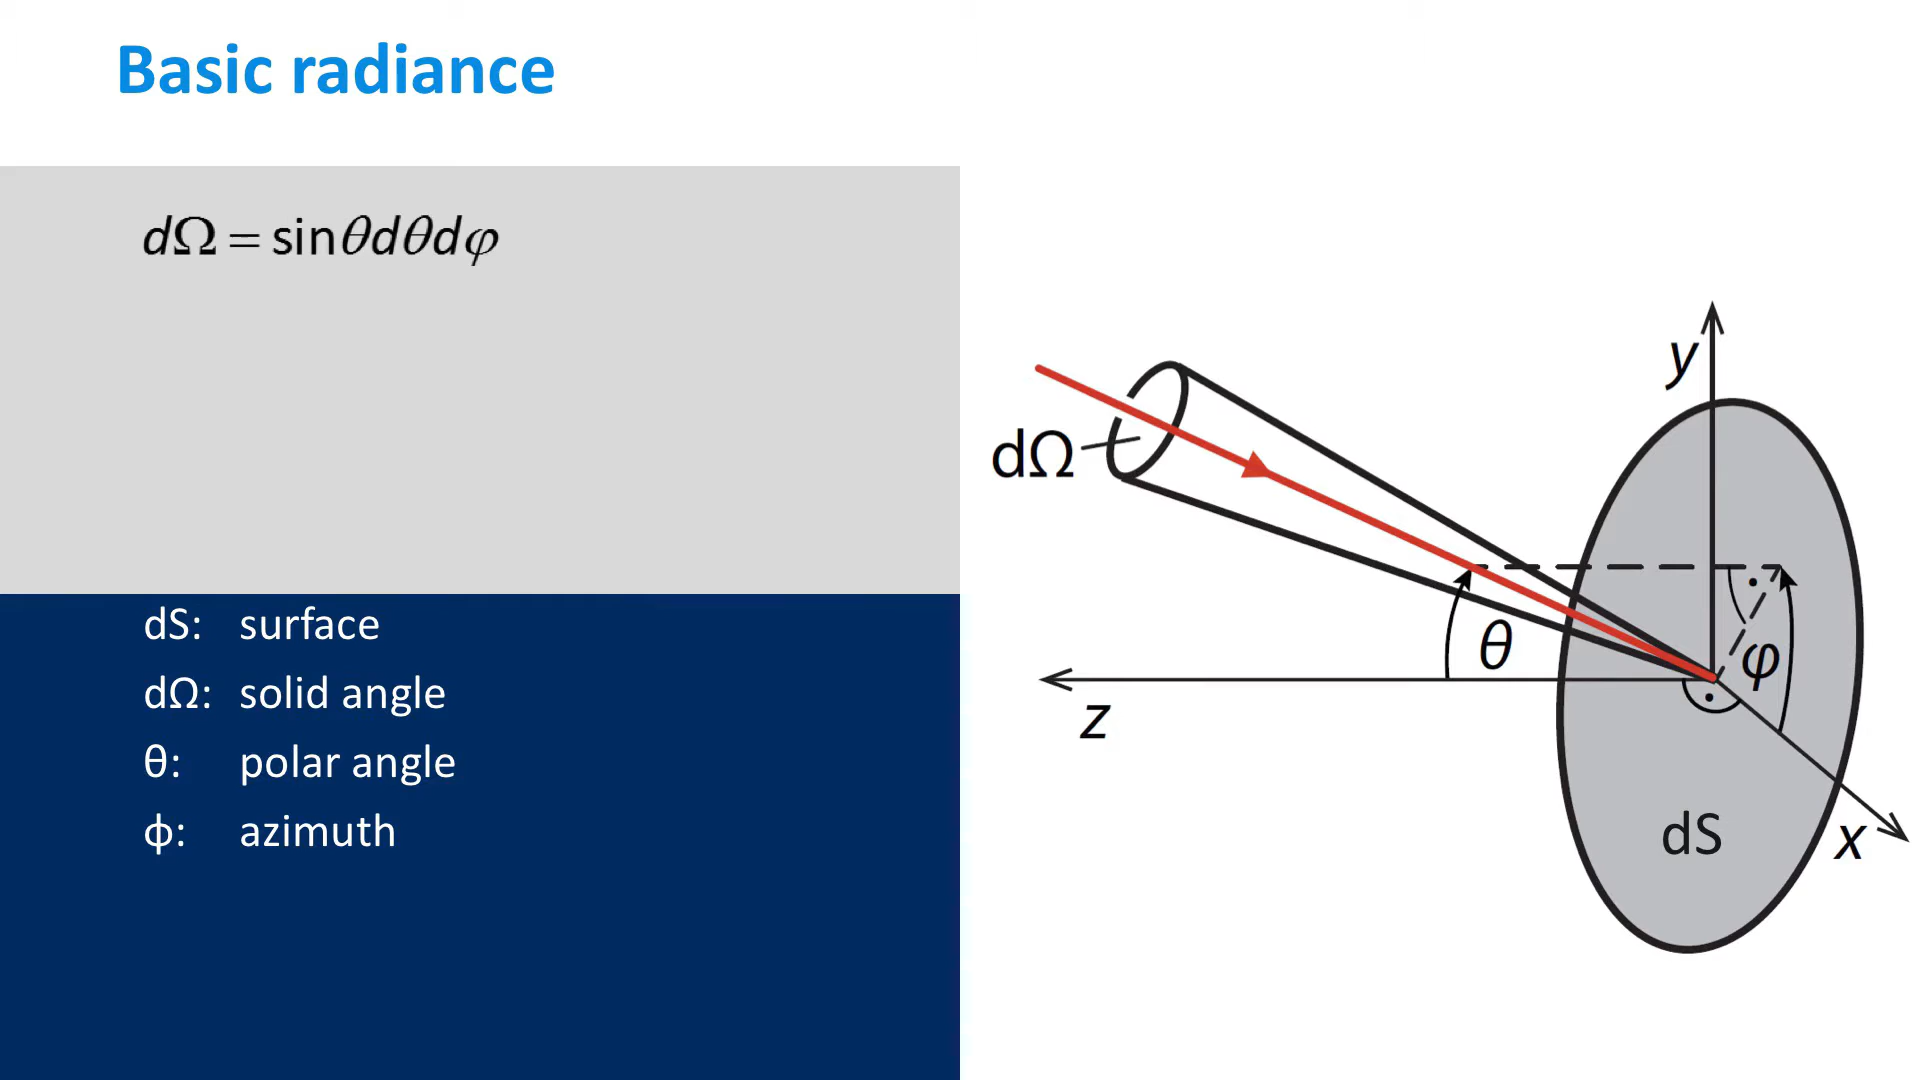 Basic radiance
dΩ = sinθdθdφ
dS: surface
dΩ: solid angle
θ: polar angle
ϕ: azimuth
y
dΩ
θ
φ
z
dS
x